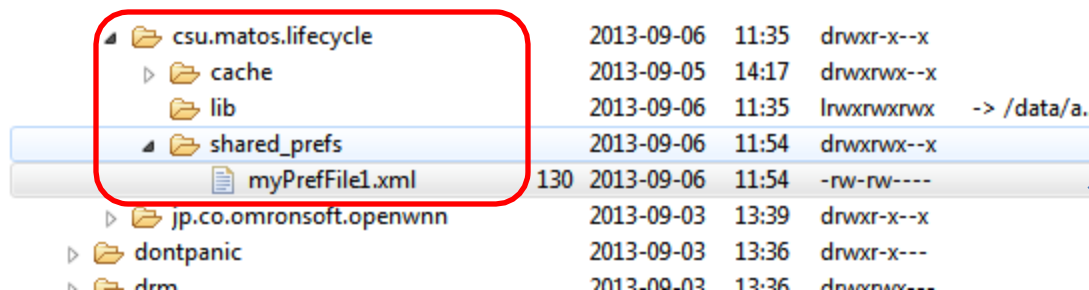 csu.matos.lifecycle 2013-09-06 11:35 drwxr-x--x
cache 2013-09-05 14:17 drwxrwx--x
lib 2013-09-06 11:35 lrwxrwxrwx -> /data/a.
shared_prefs 2013-09-06 11:54 drwxrwx--x
myPrefFile1.xml 130 2013-09-06 11:54 -rw-rw----
jp.co.omronsoft.openwnn 2013-09-03 13:39 drwxr-x--x
dontpanic 2013-09-03 13:36 drwxr-x---
drm 2013-09-03 13:36 drwxrwx---